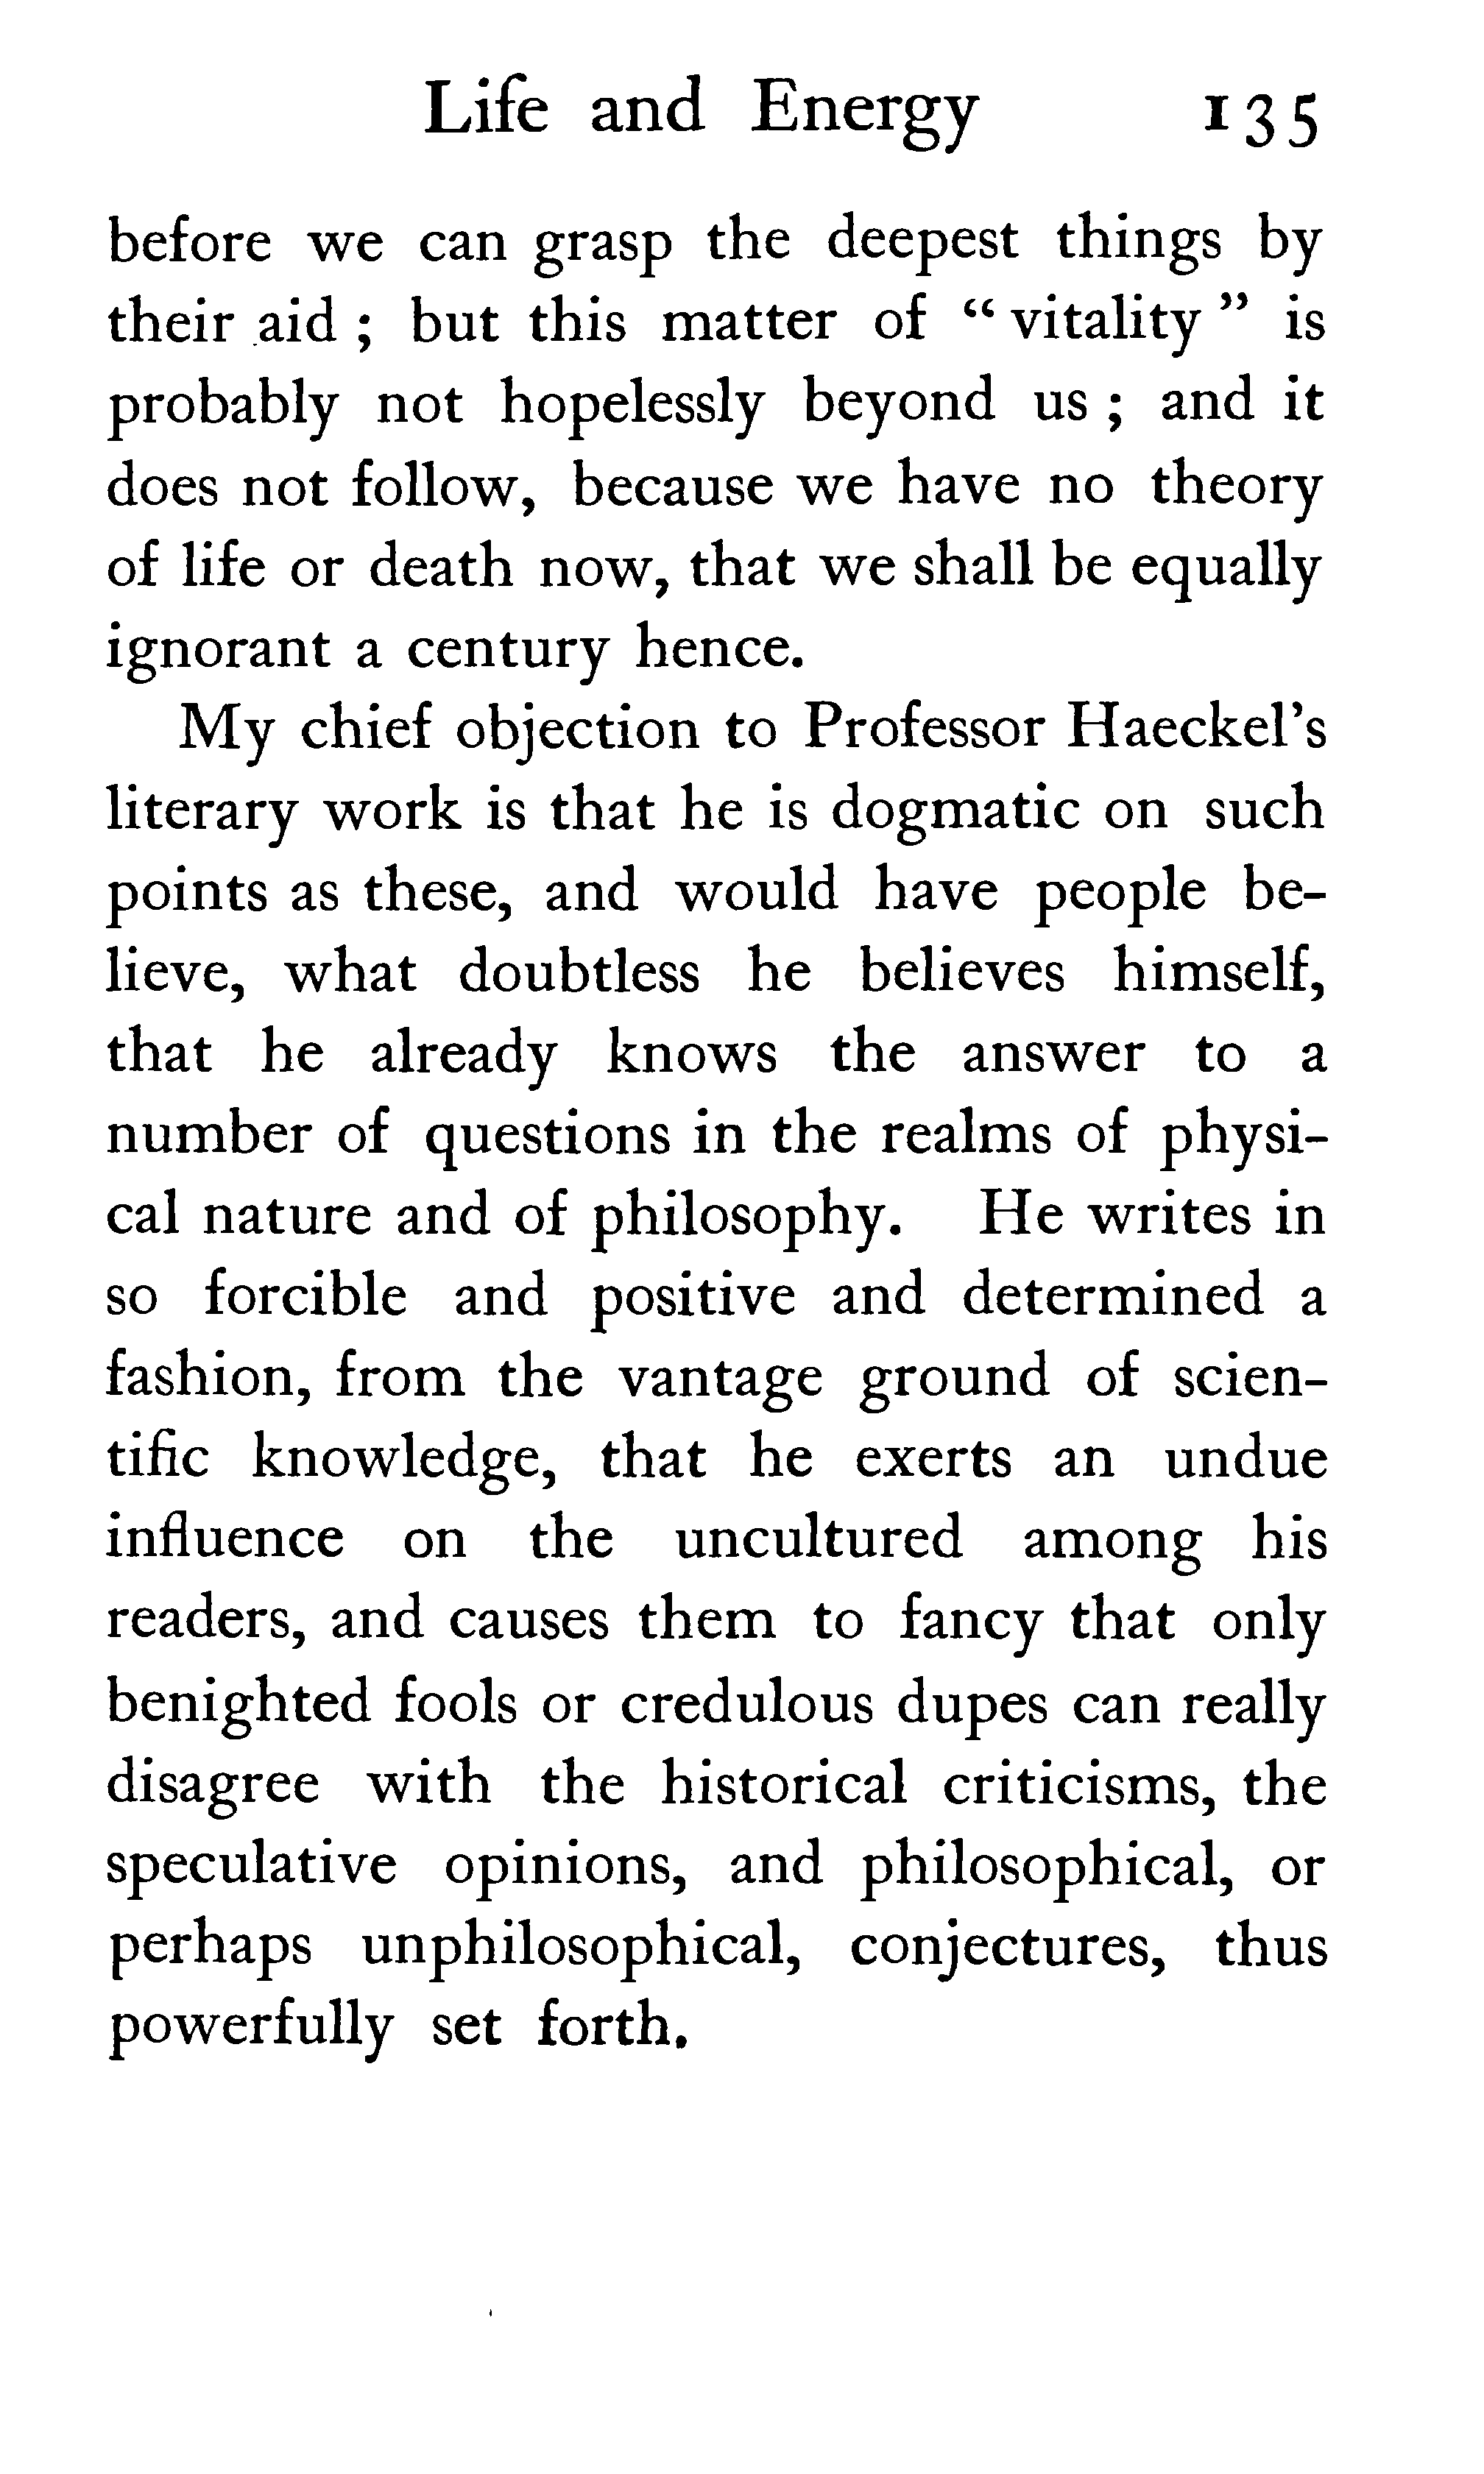 Life and Energy 135
before we can grasp the deepest things by
their aid ; but this matter of “ vitality ” is
probably not hopelessly beyond us ; and it
does not follow, because we have no theory
of life or death now, that we shall be equally
ignorant a century hence.
My chief objection to Professor Haeckel’s
literary work is that he is dogmatic on such
points as these, and would have people be-
lieve, what doubtless he believes himself,
that he already knows the answer to a
number of questions in the realms of physi-
cal nature and of philosophy. He writes in
so forcible and positive and determined a
fashion, from the vantage ground of scien-
tific knowledge, that he exerts an undue
influence on the uncultured among his
readers, and causes them to fancy that only
benighted fools or credulous dupes can really
disagree with the historical criticisms, the
speculative opinions, and philosophical, or
perhaps unphilosophical, conjectures, thus
powerfully set forth.